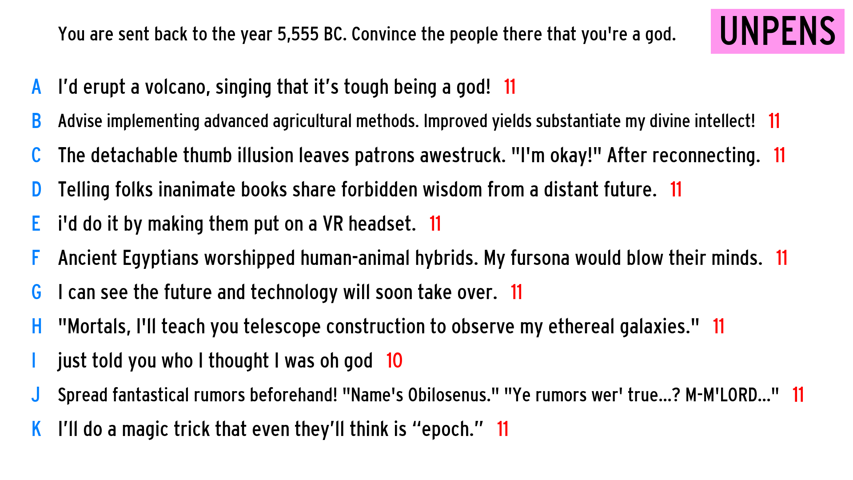 You are sent back to the year 5,555 BC. Convince the people there that you're a god.
UNPENS
A I’d erupt a volcano, singing that it’s tough being a god! 11
B Advise implementing advanced agricultural methods. Improved yields substantiate my divine intellect! 11
C The detachable thumb illusion leaves patrons awestruck. "I'm okay!" After reconnecting. 11
D Telling folks inanimate books share forbidden wisdom from a distant future. 11
E i'd do it by making them put on a VR headset. 11
F Ancient Egyptians worshipped human-animal hybrids. My fursona would blow their minds. 11
G I can see the future and technology will soon take over. 11
H "Mortals, I'll teach you telescope construction to observe my ethereal galaxies." 11
I just told you who I thought I was oh god 10
J Spread fantastical rumors beforehand! "Name's Obilosenus." "Ye rumors wer' true...? M-M'LORD..." 11
K I’ll do a magic trick that even they’ll think is “epoch.” 11